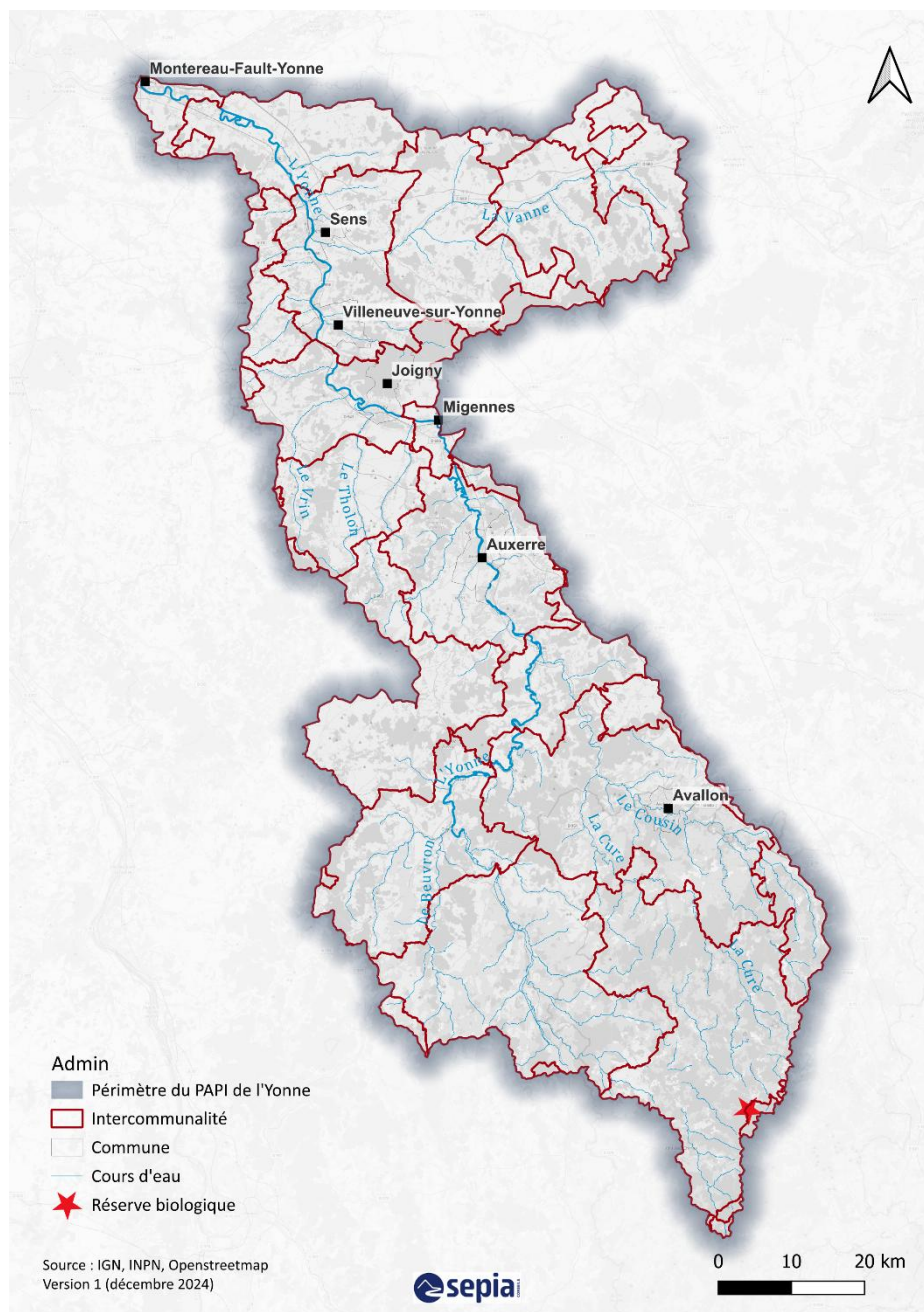 Montereau-Fault-Yonne
L'Yonne
Sens
La Vanne
Villeneuve-sur-Yonne
Joigny
Migennes
Le Vrin
Le Tholon
Auxerre
L'Yonne
Avallon
Le Cousin
La Cure
Le Beuvron
La Cure
Admin
Périmètre du PAPI de l'Yonne
Intercommunalité
Commune
Cours d'eau
Réserve biologique
Source : IGN, INPN, Openstreetmap
Version 1 (décembre 2024)
sepia
0 10 20 km